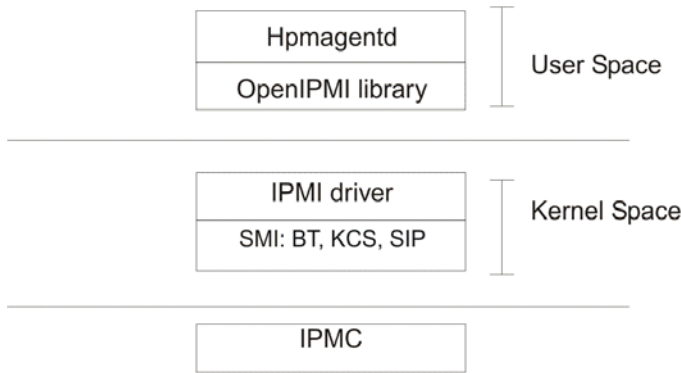 Hpmagentd
OpenIPMI library
User Space
IPMI driver
SMI: BT, KCS, SIP
Kernel Space
IPMC